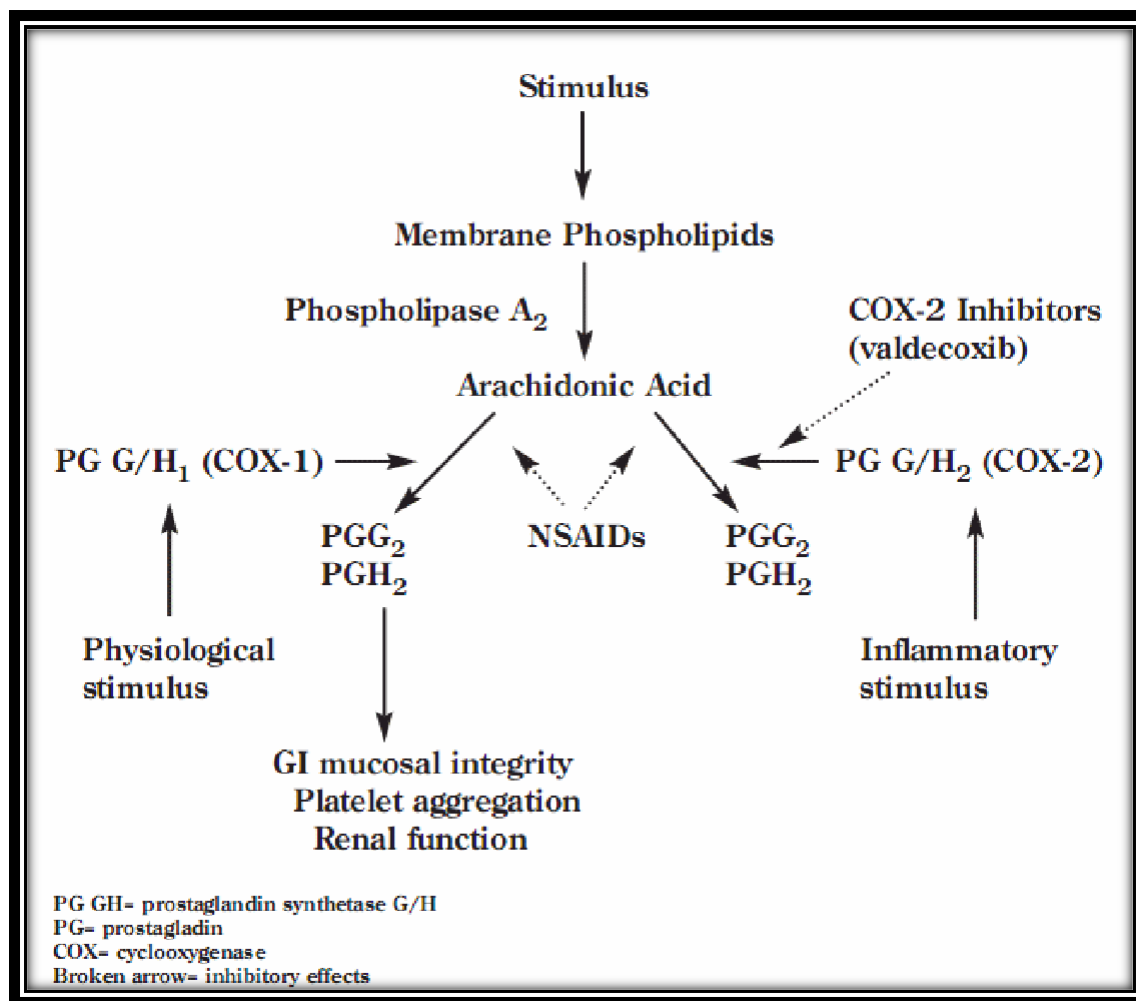 Stimulus
Membrane Phospholipids
Phospholipase A₂
COX-2 Inhibitors
(valdecoxib)
Arachidonic Acid
PG G/H₁ (COX-1)
PG G/H₂ (COX-2)
PGG₂
PGH₂
NSAIDs
PGG₂
PGH₂
Physiological
stimulus
Inflammatory
stimulus
GI mucosal integrity
Platelet aggregation
Renal function
PG GH= prostaglandin synthetase G/H
PG= prostagladin
COX= cyclooxygenase
Broken arrow= inhibitory effects